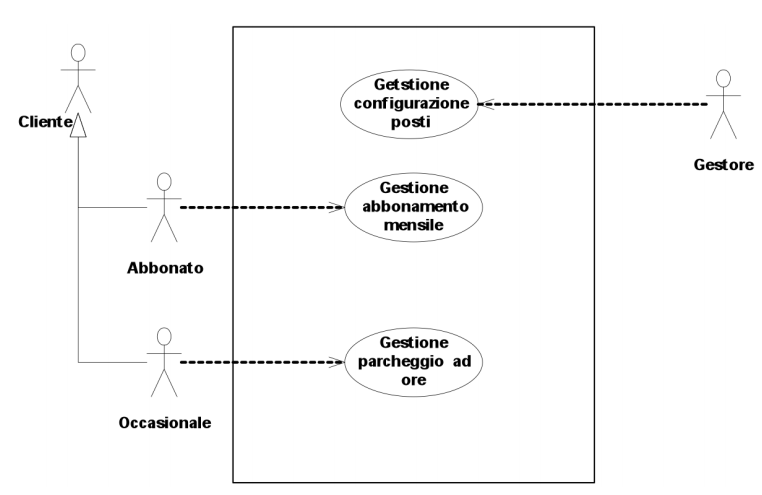 Cliente
Getstione
configurazione
posti
Gestore
Gestione
abbonamento
mensile
Abbonato
Gestione
parcheggio ad
ore
Occasionale